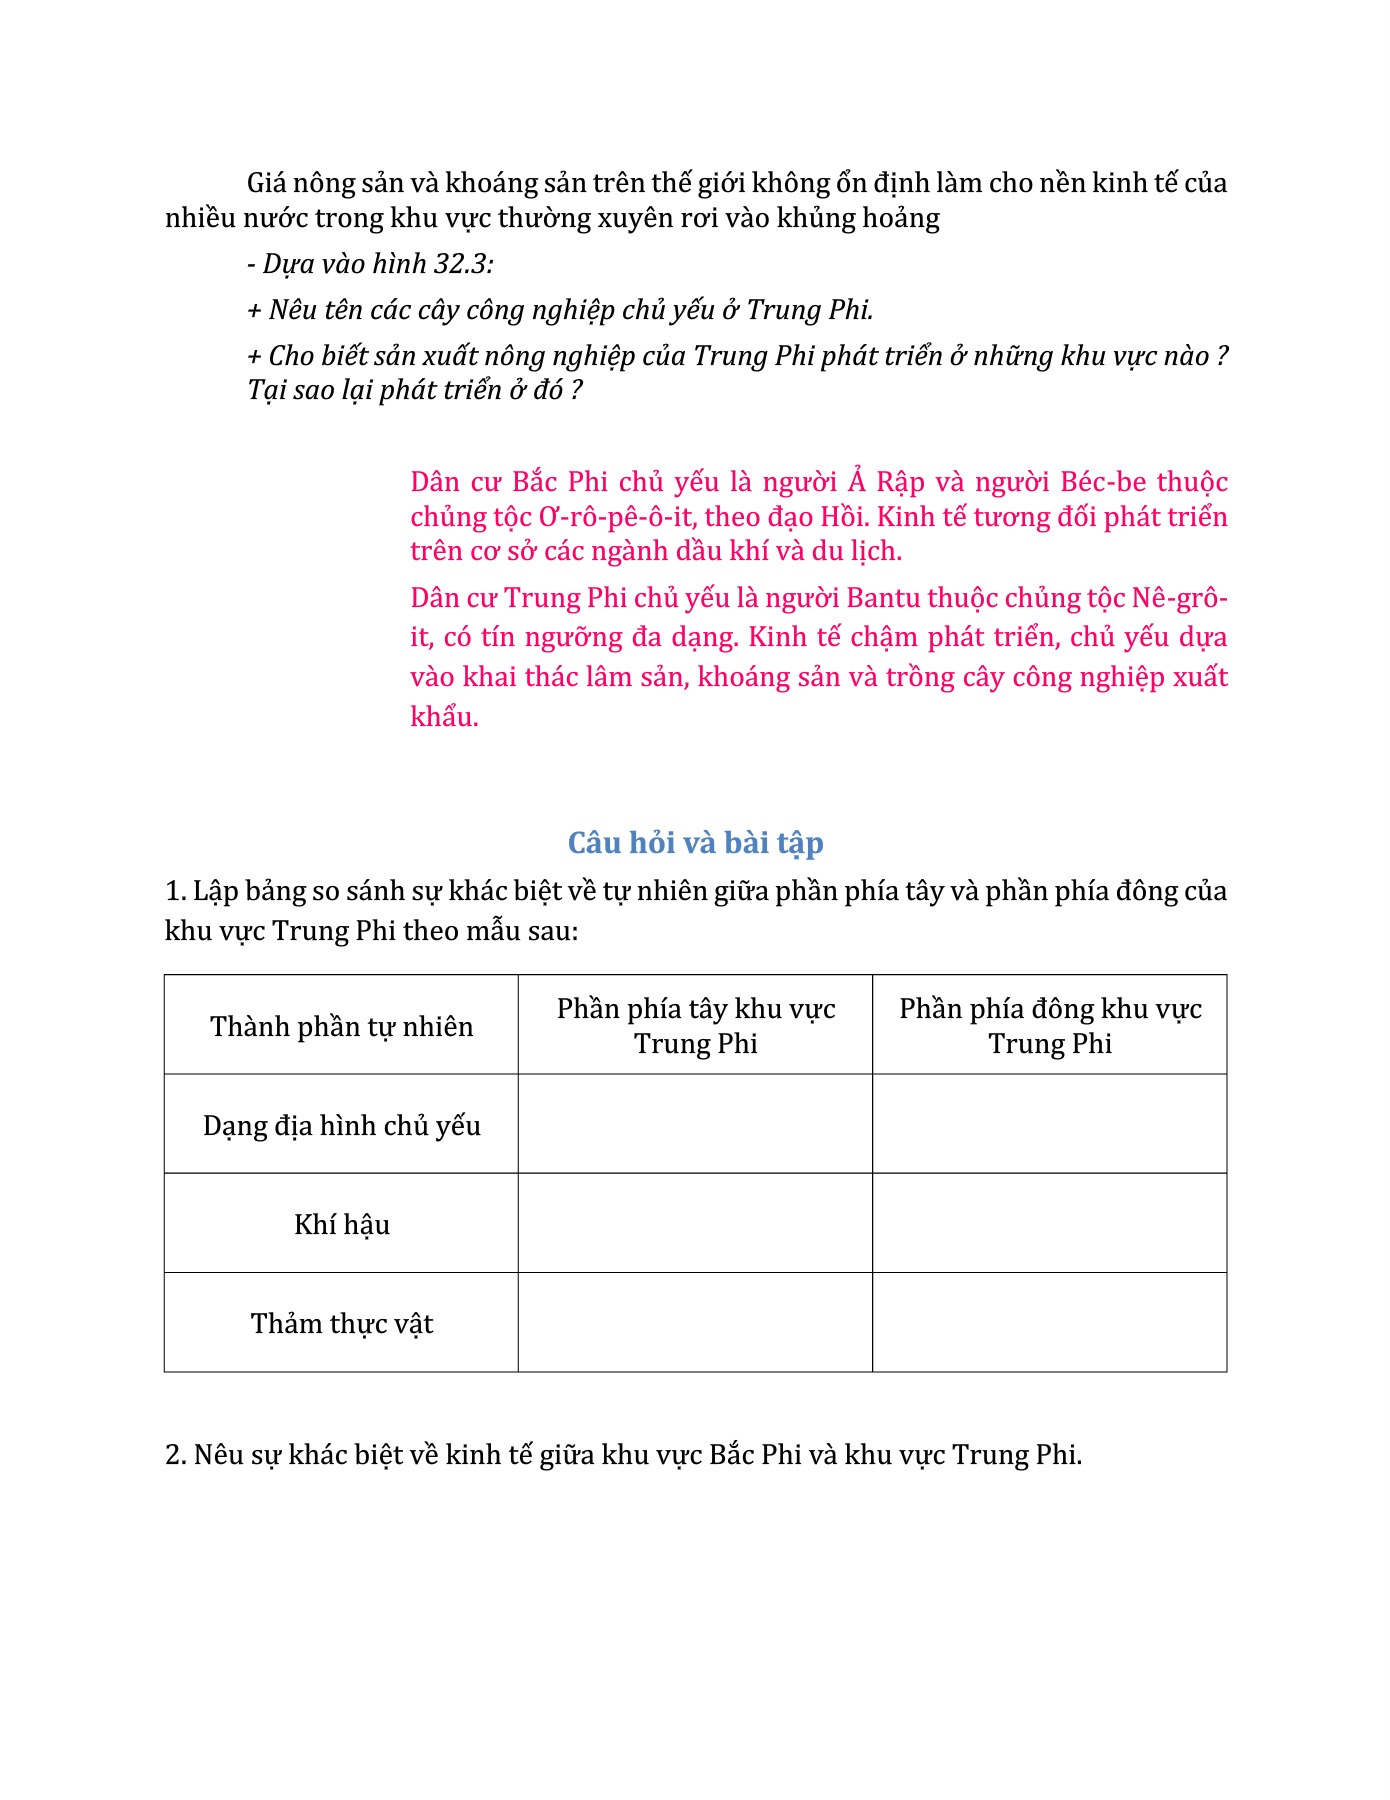 Giá nông sản và khoáng sản trên thế giới không ổn định làm cho nền kinh tế của
nhiều nước trong khu vực thường xuyên rơi vào khủng hoảng
- Dựa vào hình 32.3:
+ Nêu tên các cây công nghiệp chủ yếu ở Trung Phi.
+ Cho biết sản xuất nông nghiệp của Trung Phi phát triển ở những khu vực nào ?
Tại sao lại phát triển ở đó ?
Dân cư Bắc Phi chủ yếu là người Ả Rập và người Béc-be thuộc
chủng tộc Ơ-rô-pê-ô-it, theo đạo Hồi. Kinh tế tương đối phát triển
trên cơ sở các ngành dầu khí và du lịch.
Dân cư Trung Phi chủ yếu là người Bantu thuộc chủng tộc Nê-grô-
it, có tín ngưỡng đa dạng. Kinh tế chậm phát triển, chủ yếu dựa
vào khai thác lâm sản, khoáng sản và trồng cây công nghiệp xuất
khẩu.
Câu hỏi và bài tập
1. Lập bảng so sánh sự khác biệt về tự nhiên giữa phần phía tây và phần phía đông của
khu vực Trung Phi theo mẫu sau:
Thành phần tự nhiên
Phần phía tây khu vực
Trung Phi
Phần phía đông khu vực
Trung Phi
Dạng địa hình chủ yếu
Khí hậu
Thảm thực vật
2. Nêu sự khác biệt về kinh tế giữa khu vực Bắc Phi và khu vực Trung Phi.